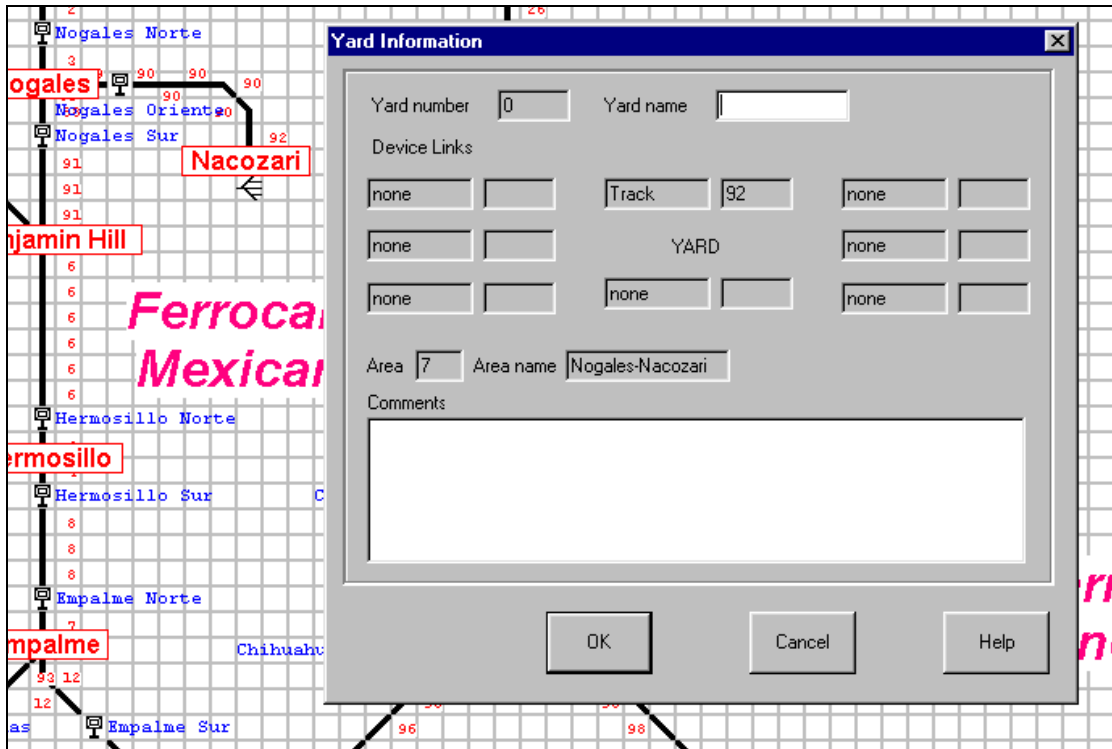 2
26
Nogales Norte
Yard Information
3
90
90
90
ogales
90
Nogales Oriente
90
Nogales Sur
92
91
Nacozari
91
91
njamin Hill
6
6
6
6
6
6
Ferrocar
Mexican
Hermosillo Norte
ermosillo
Hermosillo Sur
C
8
8
8
Empalme Norte
7
mpalme
Chihuahu
93 12
12
as
Empalme Sur
96
98
Yard number 0 Yard name
Device Links
none Track 92 none
none YARD none
none none none
Area 7 Area name Nogales-Nacozari
Comments
OK Cancel Help